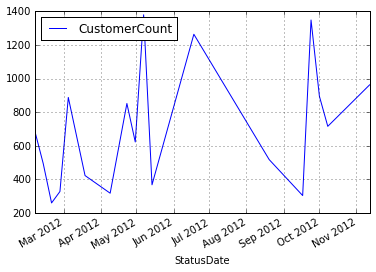 1400
CustomerCount
1200
1000
800
600
400
200
Mar 2012
Apr 2012
May 2012
Jun 2012
Jul 2012
Aug 2012
Sep 2012
Oct 2012
Nov 2012
StatusDate